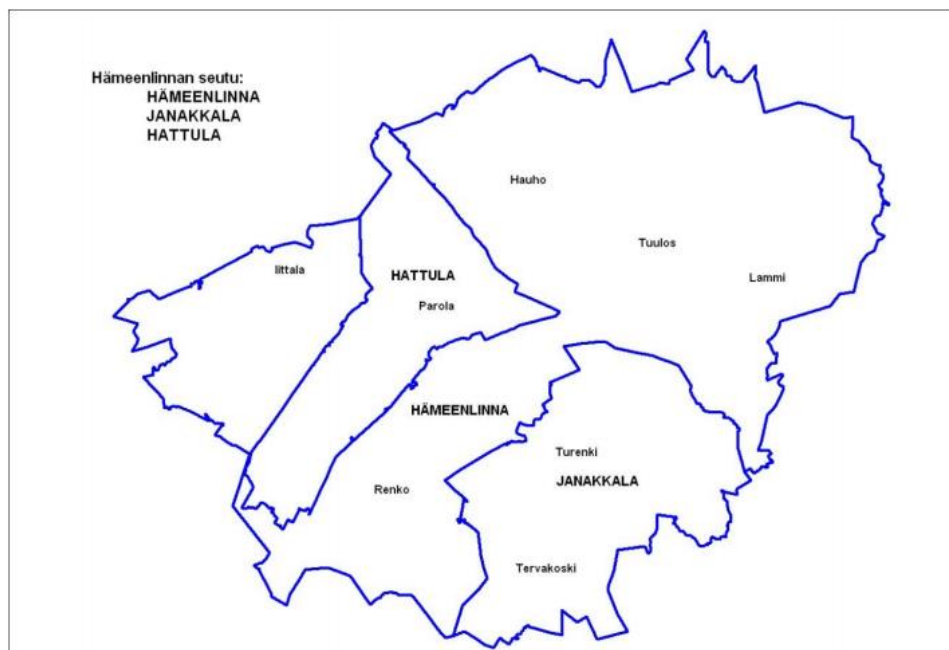 Hämeenlinnan seutu:
HÄMEENLINNA
JANAKKALA
HATTULA
Hauho
Tuulos
Iittala
HATTULA
Lammi
Parola
HÄMEENLINNA
Turenki
JANAKKALA
Renko
Tervakoski